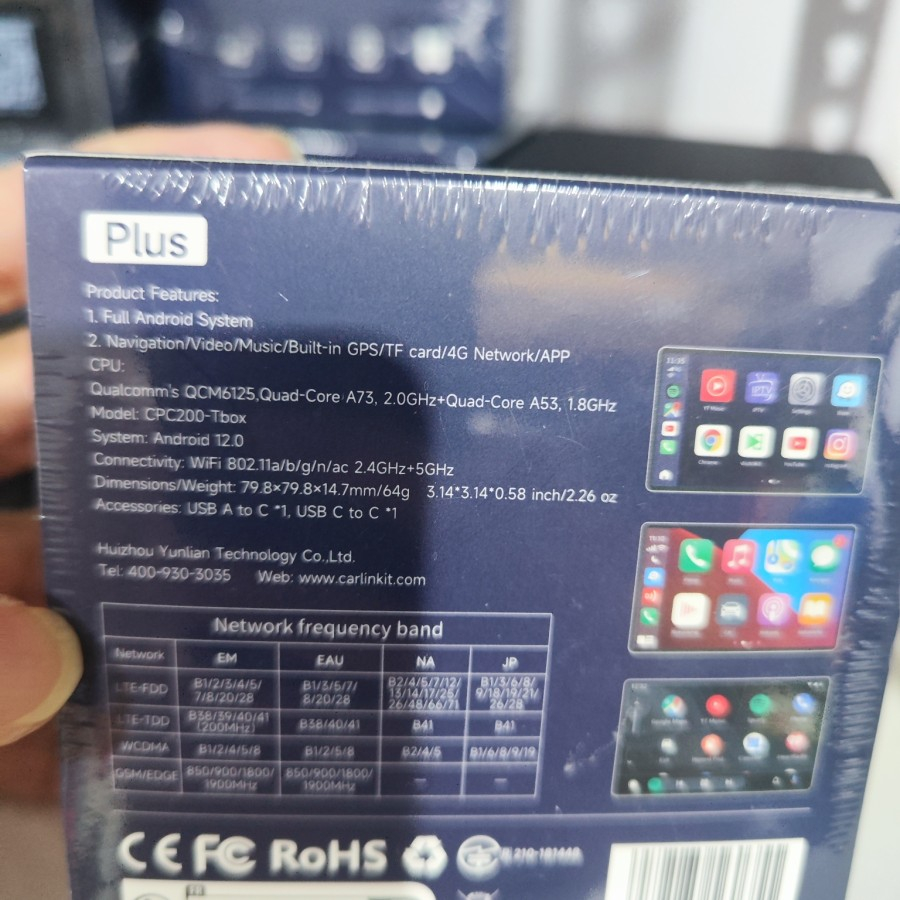 Plus
Product Features:
1. Full Android System
2. Navigation/Video/Music/Built-in GPS/TF card/4G Network/APP
CPU:
Qualcomm's QCM6125,Quad-Core A73, 2.0GHz+Quad-Core A53, 1.8GHz
Model: CPC200-Tbox
System: Android 12.0
Connectivity: WiFi 802.11a/b/g/n/ac 2.4GHz+5GHz
Dimensions/Weight: 79.8×79.8×14.7mm/64g 3.14*3.14*0.58 inch/2.26 oz
Accessories: USB A to C *1, USB C to C *1
Huizhou Yunlian Technology Co.,Ltd.
Tel: 400-930-3035 Web: www.carlinkit.com
Network frequency band
Network EM EAU NA JP
LTE-FDD B1/2/3/4/5/7/8/20/28 B1/3/5/7/8/20/28 B2/4/5/7/12/13/14/17/25/26/48/66/71 B1/3/6/8/9/18/19/21/26/28
LTE-TDD B38/39/40/41 (200MHz) B38/40/41 B41 B41
WCDMA B1/2/4/5/8 B1/2/5/8 B2/4/5 B1/6/8/9/19
GSM/EDGE 850/900/1800/1900MHz 850/900/1800/1900MHz — —
CE FC RoHS 210-181448
IPTV